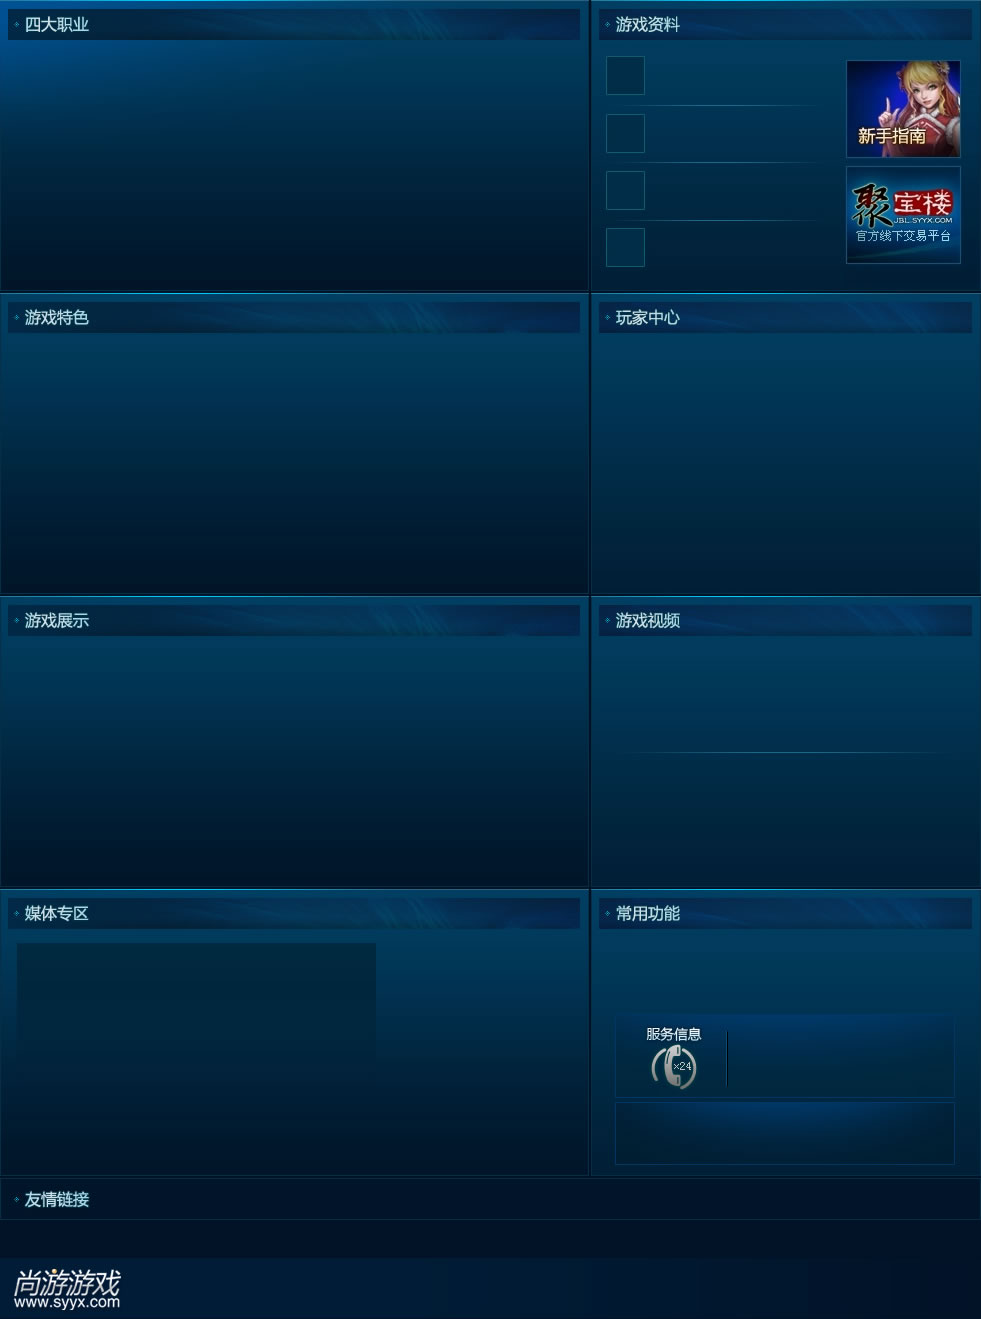 四大职业
游戏资料
新手指南
聚宝楼
JBL.SYYX.COM
官方线下交易平台
游戏特色
玩家中心
游戏展示
游戏视频
媒体专区
常用功能
服务信息
×24
友情链接
尚游游戏
www.syyx.com